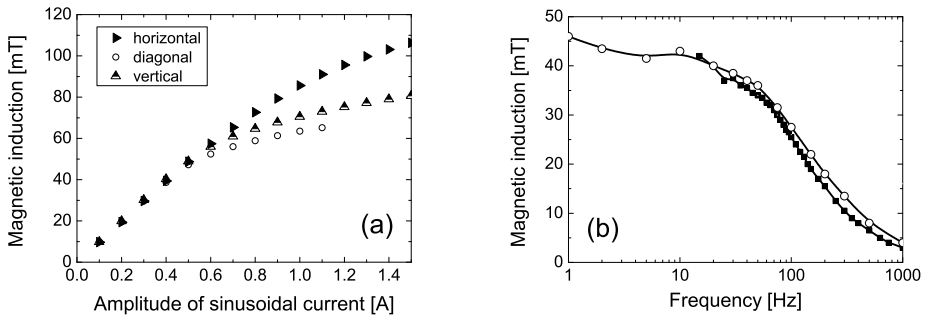 Magnetic induction [mT]
120
100
80
60
40
20
0
horizontal
diagonal
vertical
(a)
0.0 0.2 0.4 0.6 0.8 1.0 1.2 1.4
Amplitude of sinusoidal current [A]
Magnetic induction [mT]
50
40
30
20
10
0
(b)
1 10 100 1000
Frequency [Hz]